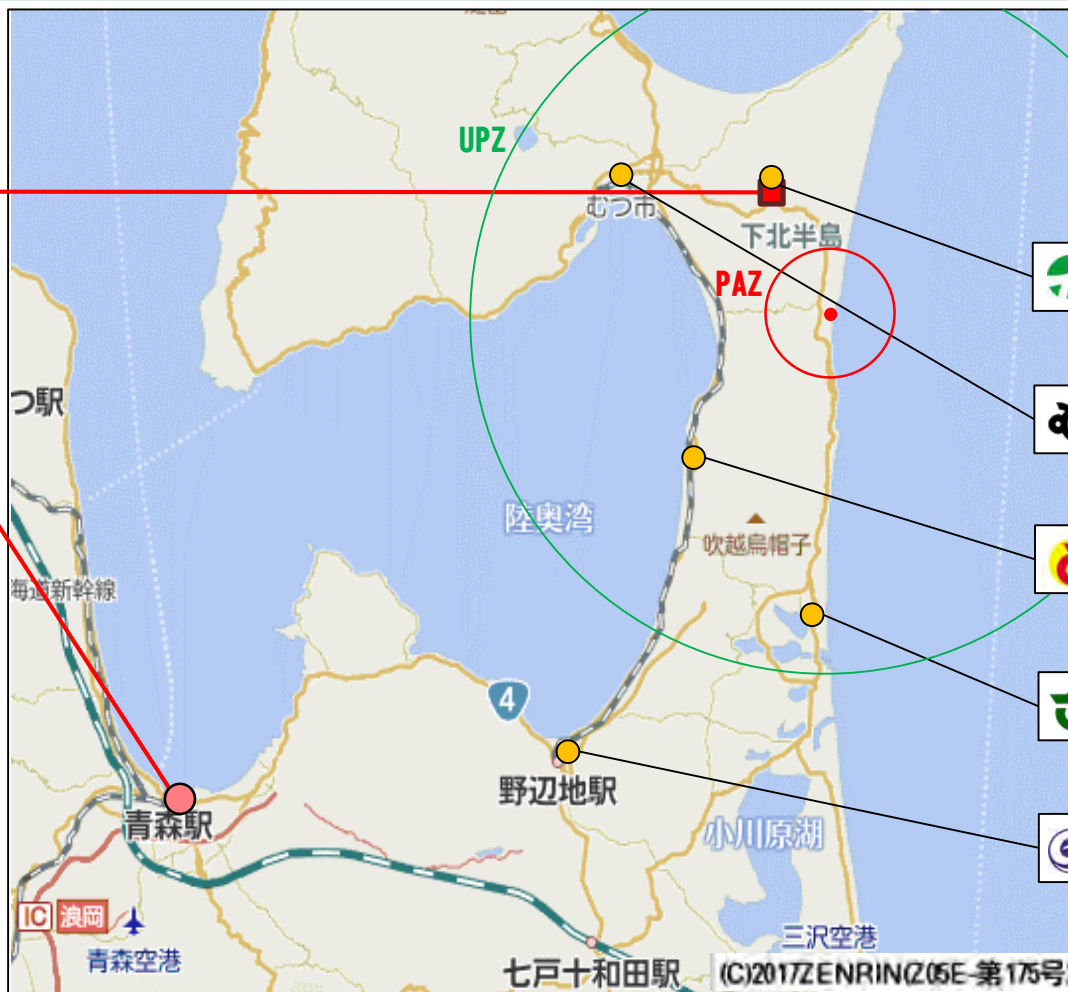 UPZ
むつ市
下北半島
PAZ
つ駅
陸奥湾
吹越烏帽子
海道新幹線
4
野辺地駅
青森駅
小川原湖
IC 浪岡
青森空港
三沢空港
七戸十和田駅
(C)2017ZENRIN(Z05E-第175号